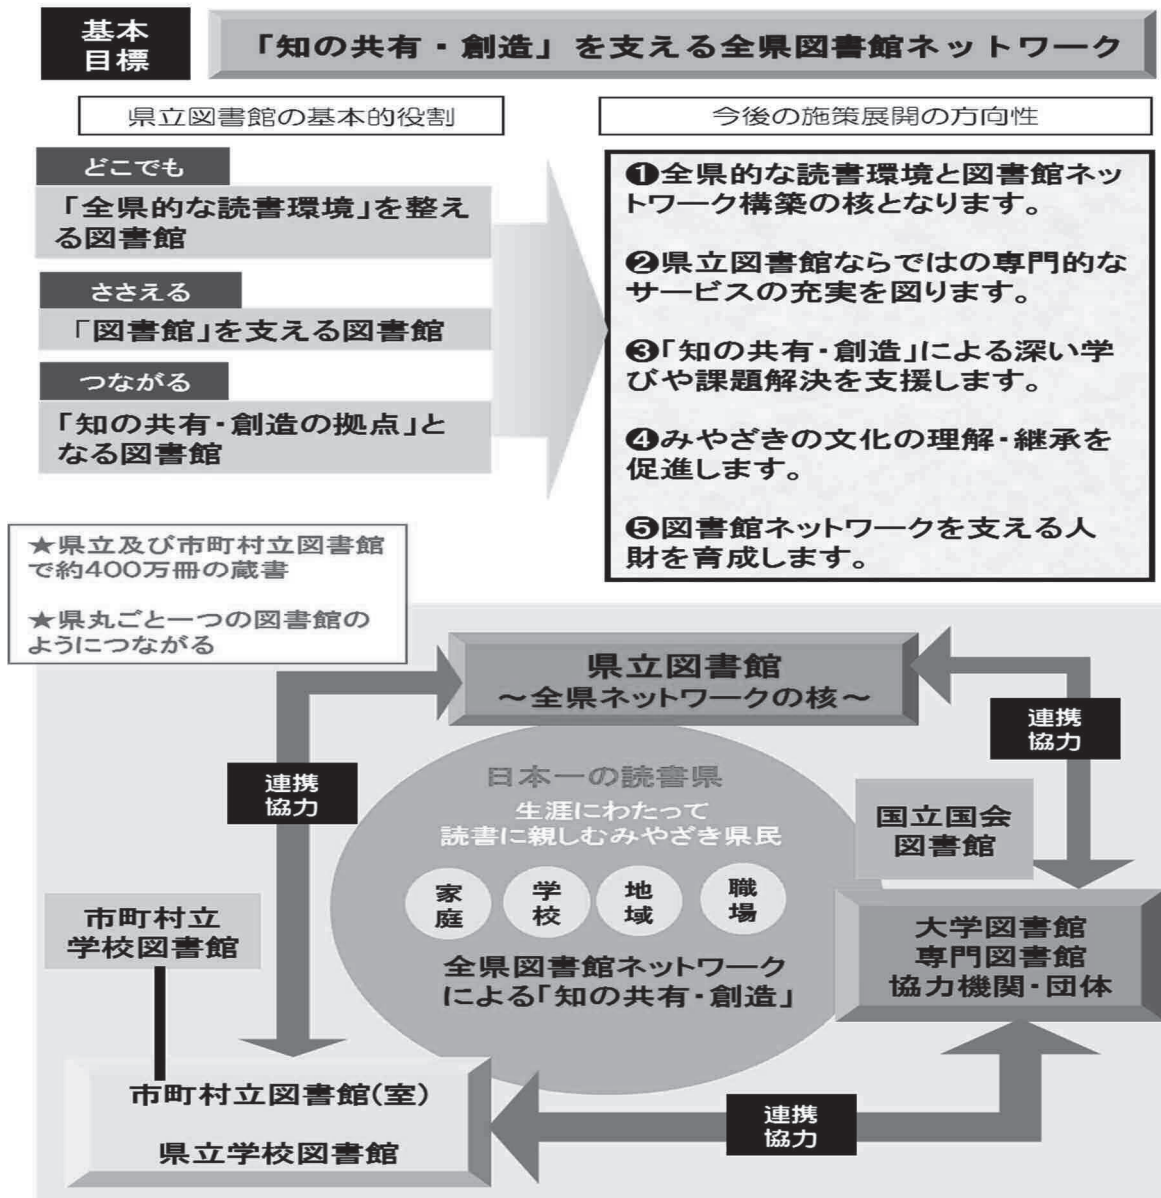 基本
目標
「知の共有・創造」を支える全県図書館ネットワーク
県立図書館の基本的役割
どこでも
「全県的な読書環境」を整え
る図書館
ささえる
「図書館」を支える図書館
つながる
「知の共有・創造の拠点」と
なる図書館
今後の施策展開の方向性
❶全県的な読書環境と図書館ネッ
トワーク構築の核となります。
❷県立図書館ならではの専門的な
サービスの充実を図ります。
❸「知の共有・創造」による深い学
びや課題解決を支援します。
❹みやざきの文化の理解・継承を
促進します。
❺図書館ネットワークを支える人
財を育成します。
★県立及び市町村立図書館
で約400万冊の蔵書
★県丸ごと一つの図書館の
ようにつながる
県立図書館
～全県ネットワークの核～
連携
協力
連携
協力
日本一の読書県
生涯にわたって
読書に親しむみやざき県民
家庭
学校
地域
職場
全県図書館ネットワーク
による「知の共有・創造」
国立国会
図書館
大学図書館
専門図書館
協力機関・団体
市町村立
学校図書館
市町村立図書館(室)
県立学校図書館
連携
協力